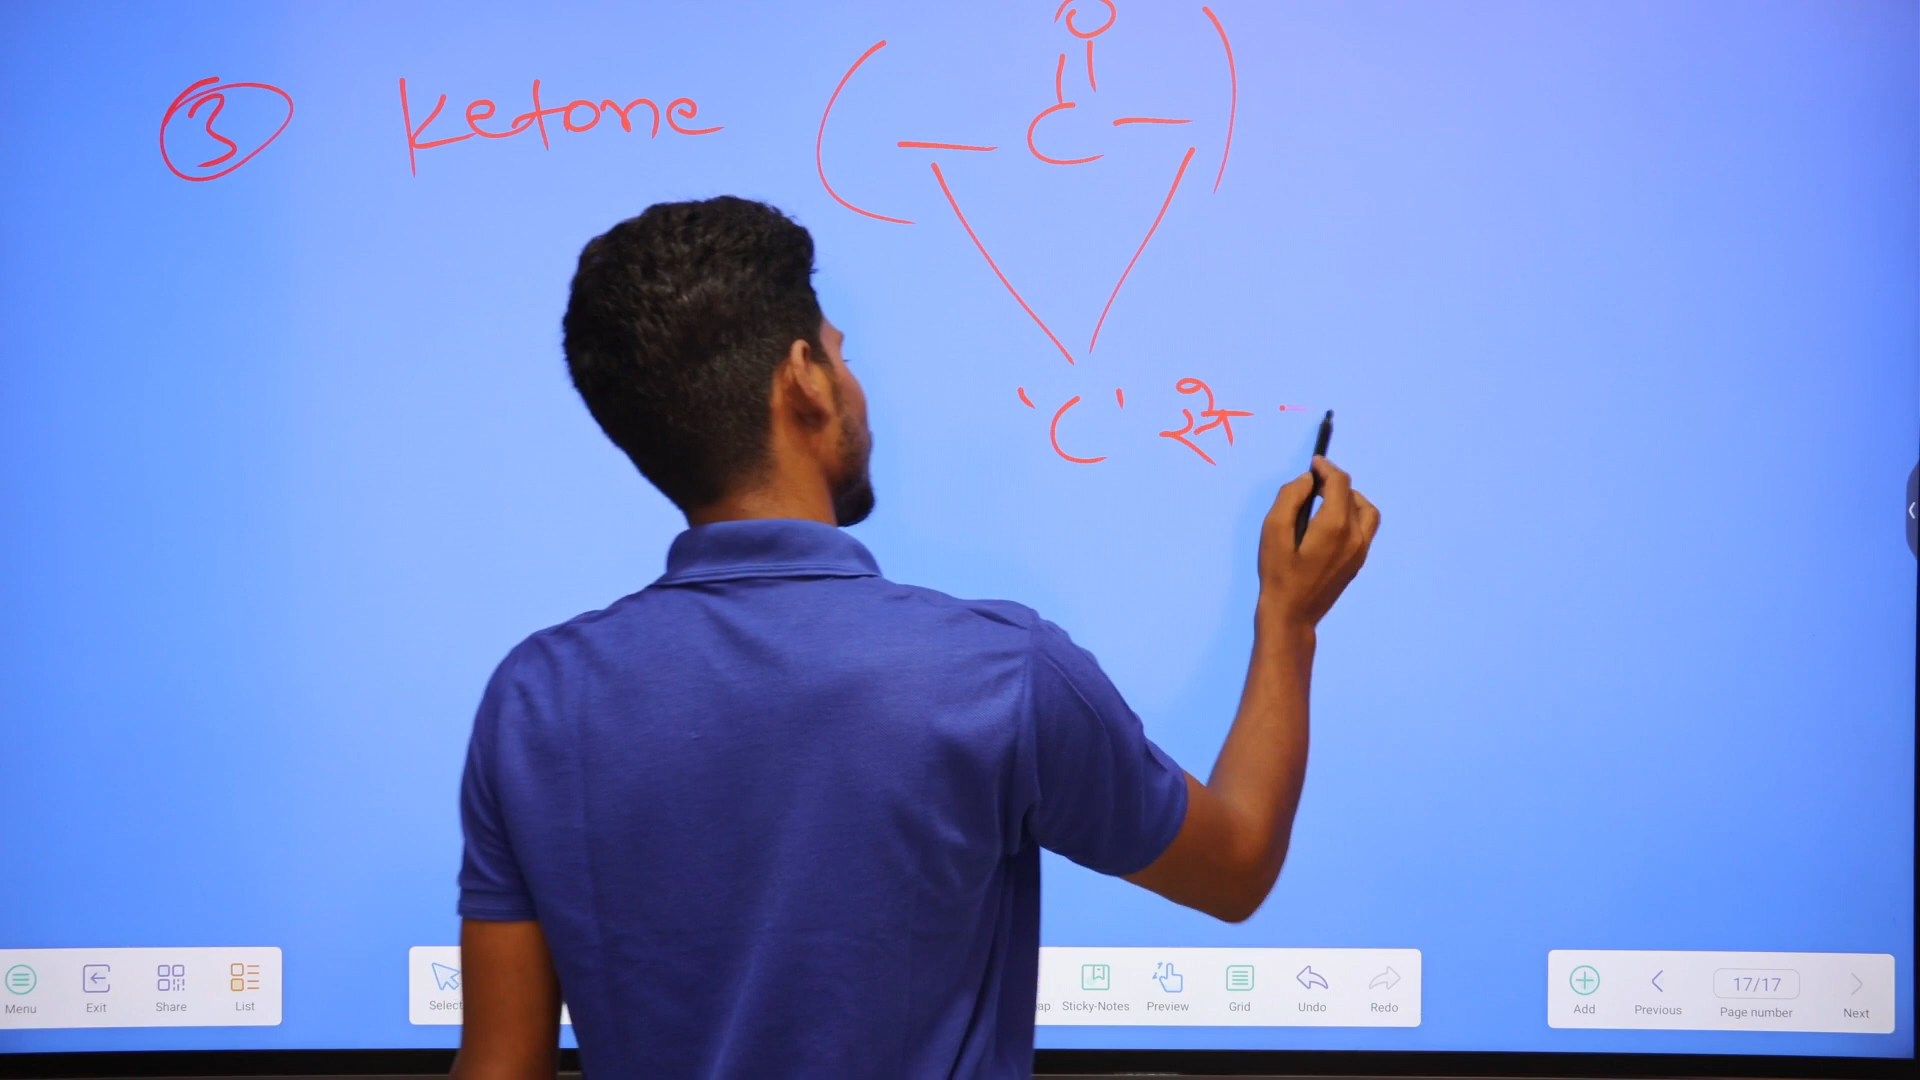 ③ Ketone ( — C — )
O
||
'C'
Menu Exit Share List Select Sticky-Notes Preview Grid Undo Redo Add Previous 17/17 Page number Next